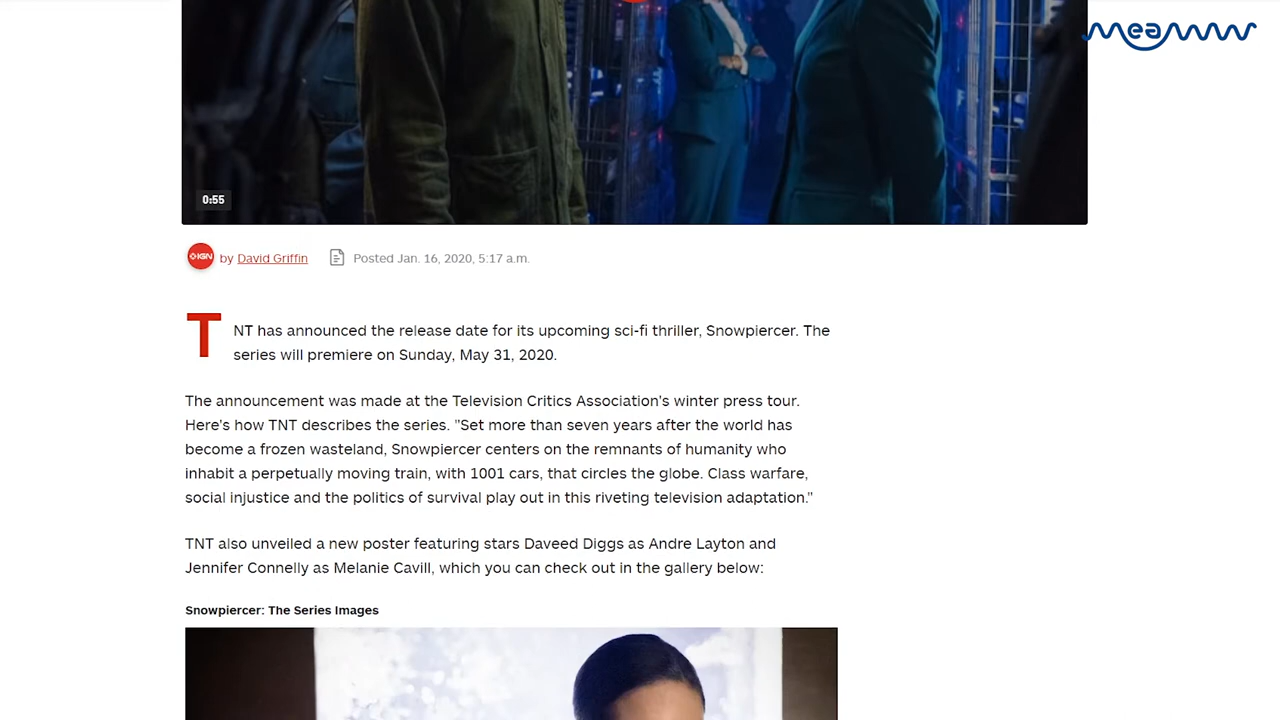 meaww
0:55
IGN by David Griffin Posted Jan. 16, 2020, 5:17 a.m.
TNT has announced the release date for its upcoming sci-fi thriller, Snowpiercer. The
series will premiere on Sunday, May 31, 2020.
The announcement was made at the Television Critics Association's winter press tour.
Here's how TNT describes the series. "Set more than seven years after the world has
become a frozen wasteland, Snowpiercer centers on the remnants of humanity who
inhabit a perpetually moving train, with 1001 cars, that circles the globe. Class warfare,
social injustice and the politics of survival play out in this riveting television adaptation."
TNT also unveiled a new poster featuring stars Daveed Diggs as Andre Layton and
Jennifer Connelly as Melanie Cavill, which you can check out in the gallery below:
Snowpiercer: The Series Images